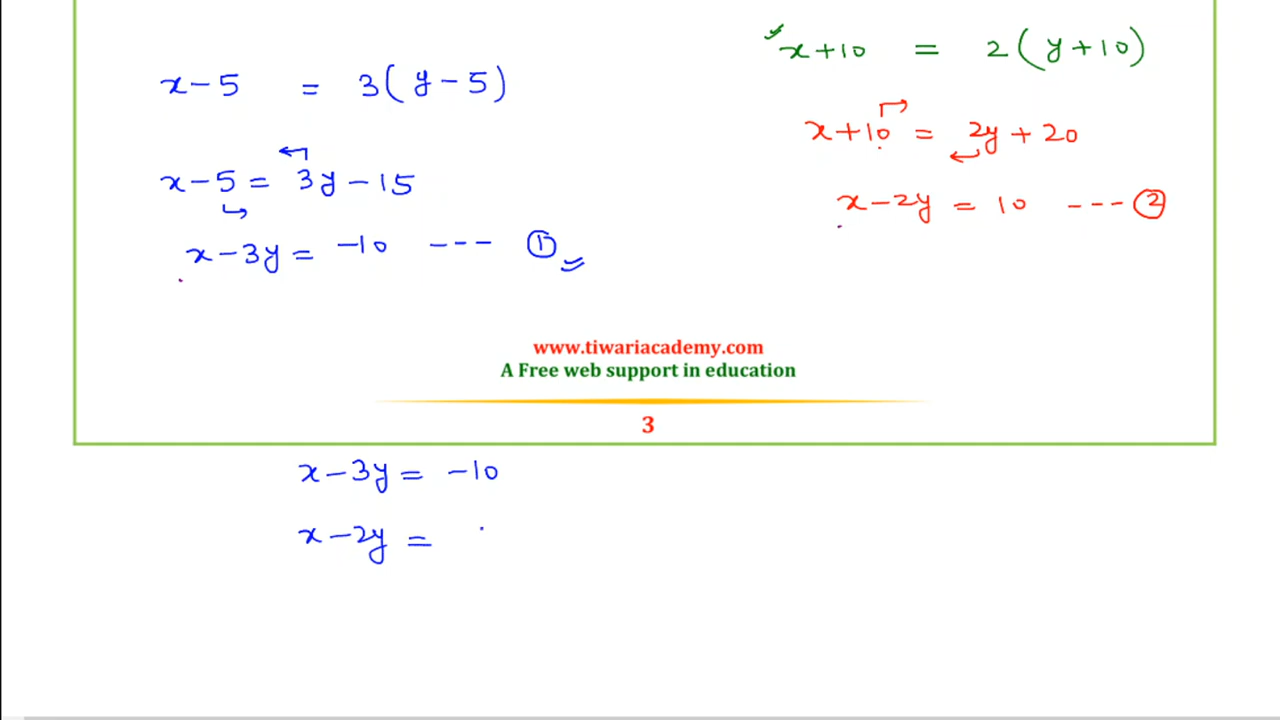 x - 5 = 3(y - 5)
x - 5 = 3y - 15
x - 3y = -10 --- ①
x + 10 = 2(y + 10)
x + 10 = 2y + 20
x - 2y = 10 --- ②
www.tiwariacademy.com
A Free web support in education
3
x - 3y = -10
x - 2y =